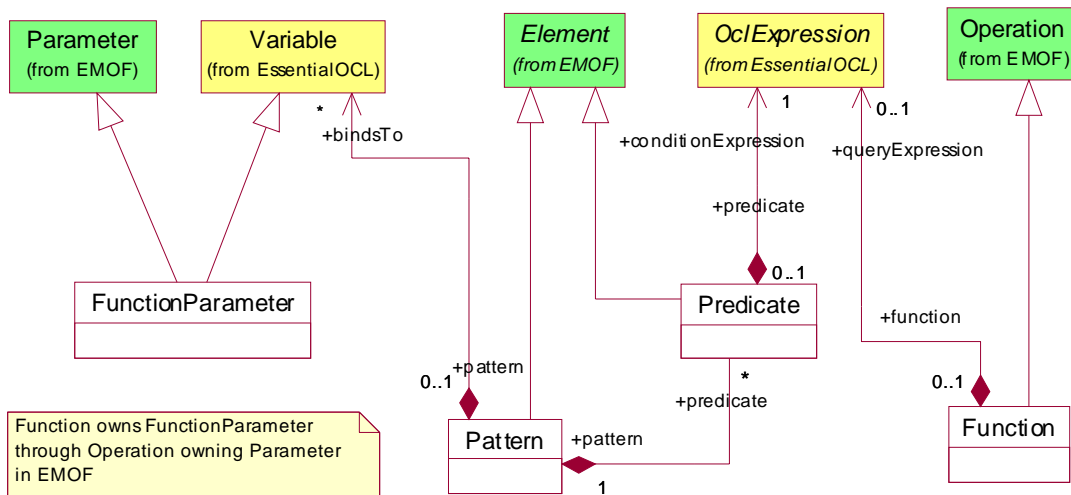 Parameter
(from EMOF)
Variable
(from EssentialOCL)
Element
(from EMOF)
OclExpression
(from EssentialOCL)
Operation
(from EMOF)
*
+bindsTo
1
+conditionExpression
0..1
+queryExpression
+predicate
0..1
FunctionParameter
Predicate
+function
0..1
+pattern
0..1
*
+predicate
Function owns FunctionParameter
through Operation owning Parameter
in EMOF
Pattern
+pattern
1
Function